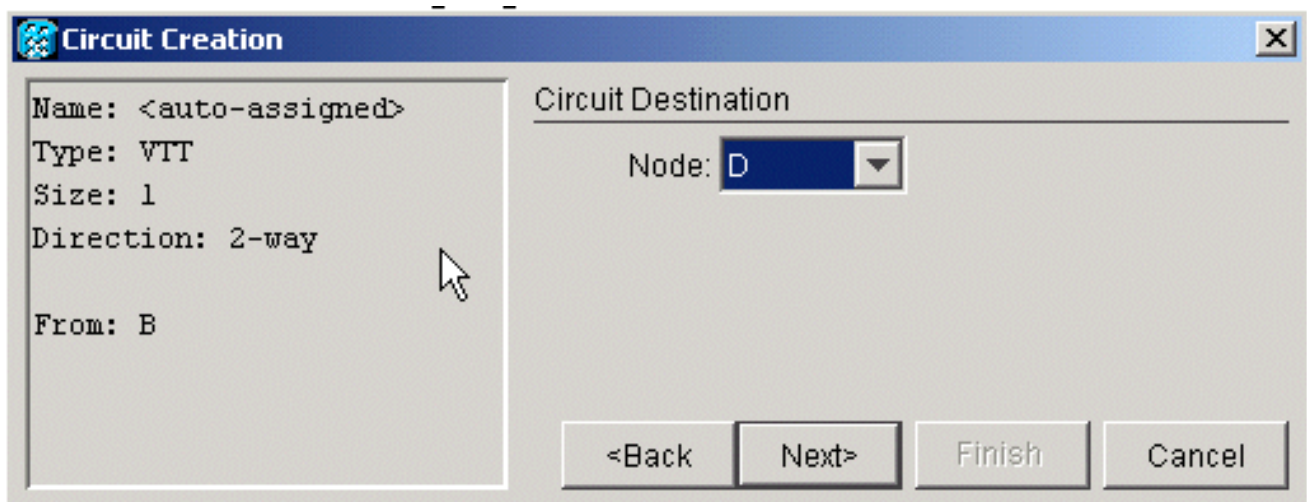 Circuit Creation
Name: <auto-assigned>
Type: VTT
Size: 1
Direction: 2-way
From: B
Circuit Destination
Node: D
<Back
Next>
Finish
Cancel